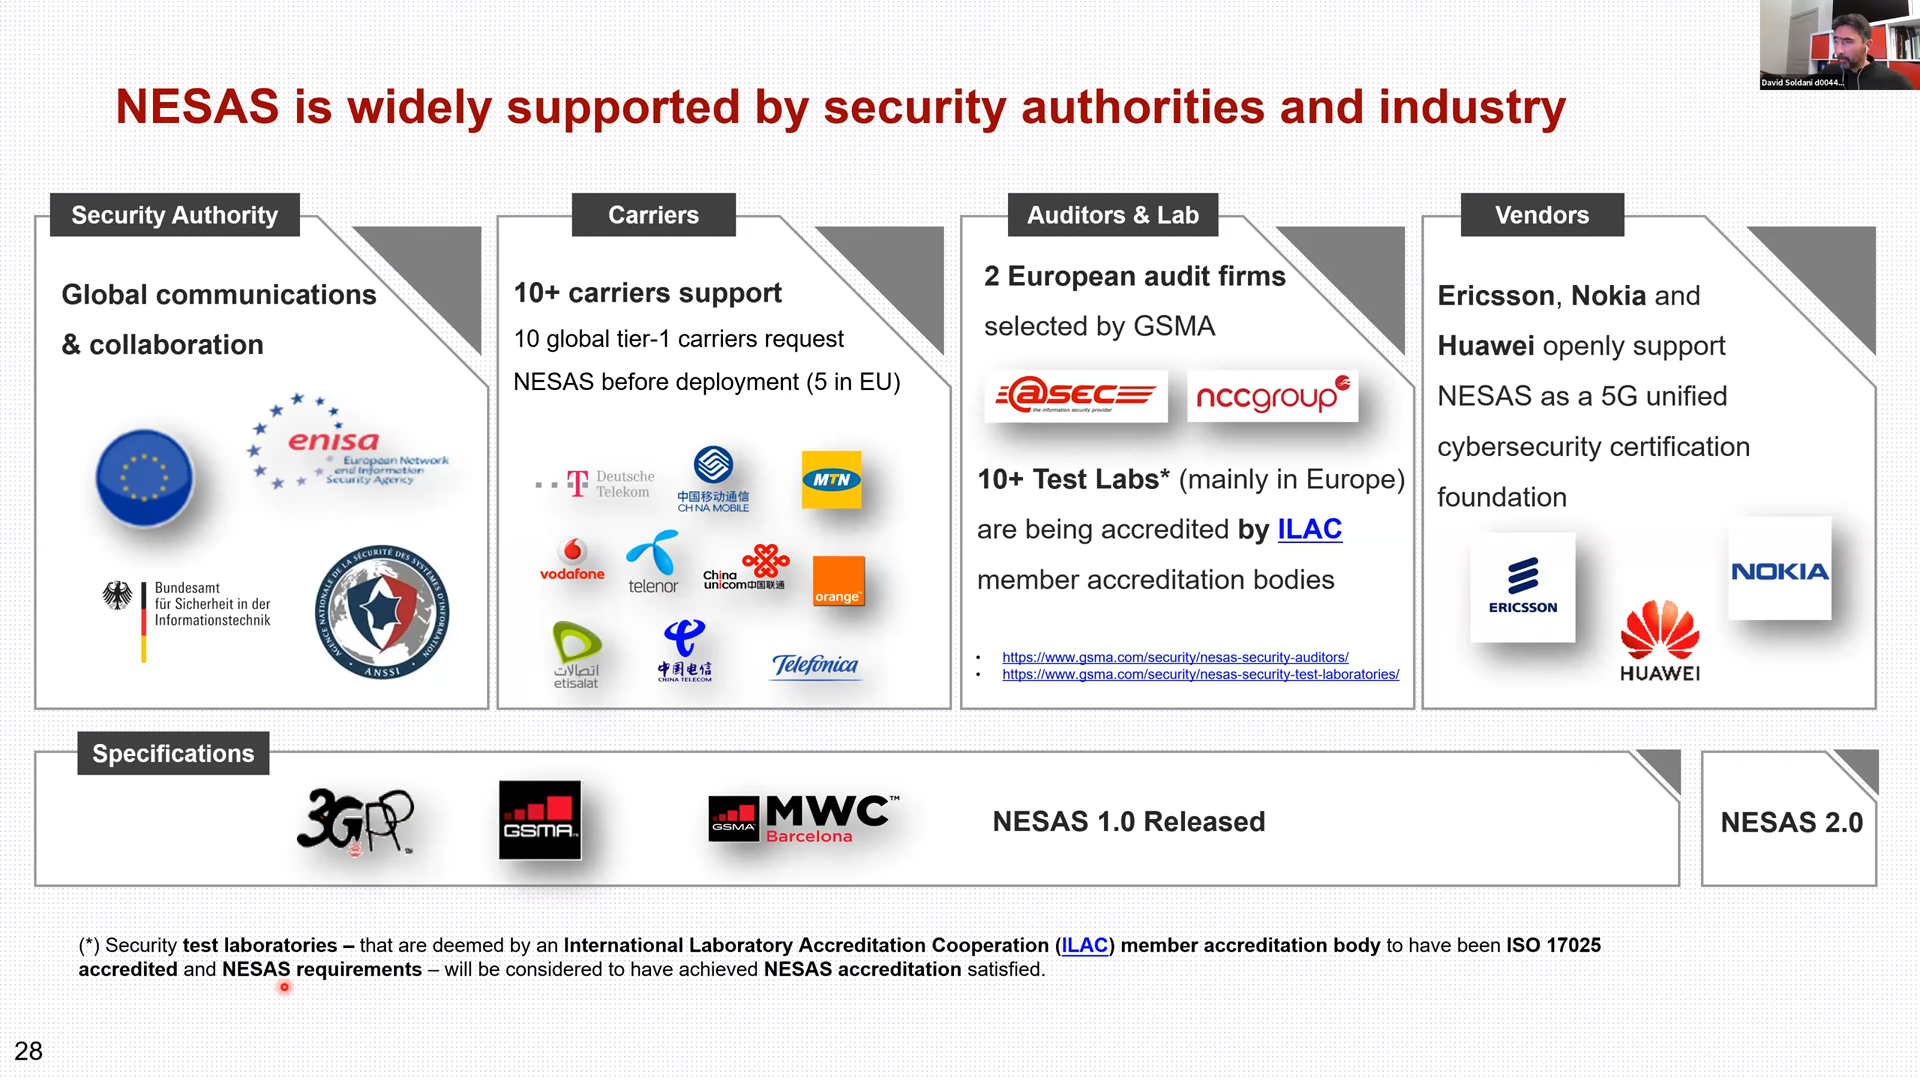 David Soldani d0044...
NESAS is widely supported by security authorities and industry
Security Authority
Global communications
& collaboration
enisa
European Network
and Information
Security Agency
Bundesamt
für Sicherheit in der
Informationstechnik
AGENCE NATIONALE DE LA SÉCURITÉ DES SYSTÈMES D'INFORMATION
ANSSI
Carriers
10+ carriers support
10 global tier-1 carriers request
NESAS before deployment (5 in EU)
T Deutsche
Telekom
中国移动通信
CHINA MOBILE
MTN
vodafone
telenor
China
unicom中国联通
orange™
اتصالات
etisalat
中国电信
CHINA TELECOM
Telefónica
Auditors & Lab
2 European audit firms
selected by GSMA
@SEC
the information security provider
nccgroup
10+ Test Labs* (mainly in Europe)
are being accredited by ILAC
member accreditation bodies
• https://www.gsma.com/security/nesas-security-auditors/
• https://www.gsma.com/security/nesas-security-test-laboratories/
Vendors
Ericsson, Nokia and
Huawei openly support
NESAS as a 5G unified
cybersecurity certification
foundation
ERICSSON
HUAWEI
NOKIA
Specifications
3GPP™
GSMA™
GSMA™ MWC™
Barcelona
NESAS 1.0 Released
NESAS 2.0
(*) Security test laboratories – that are deemed by an International Laboratory Accreditation Cooperation (ILAC) member accreditation body to have been ISO 17025
accredited and NESAS requirements – will be considered to have achieved NESAS accreditation satisfied.
28